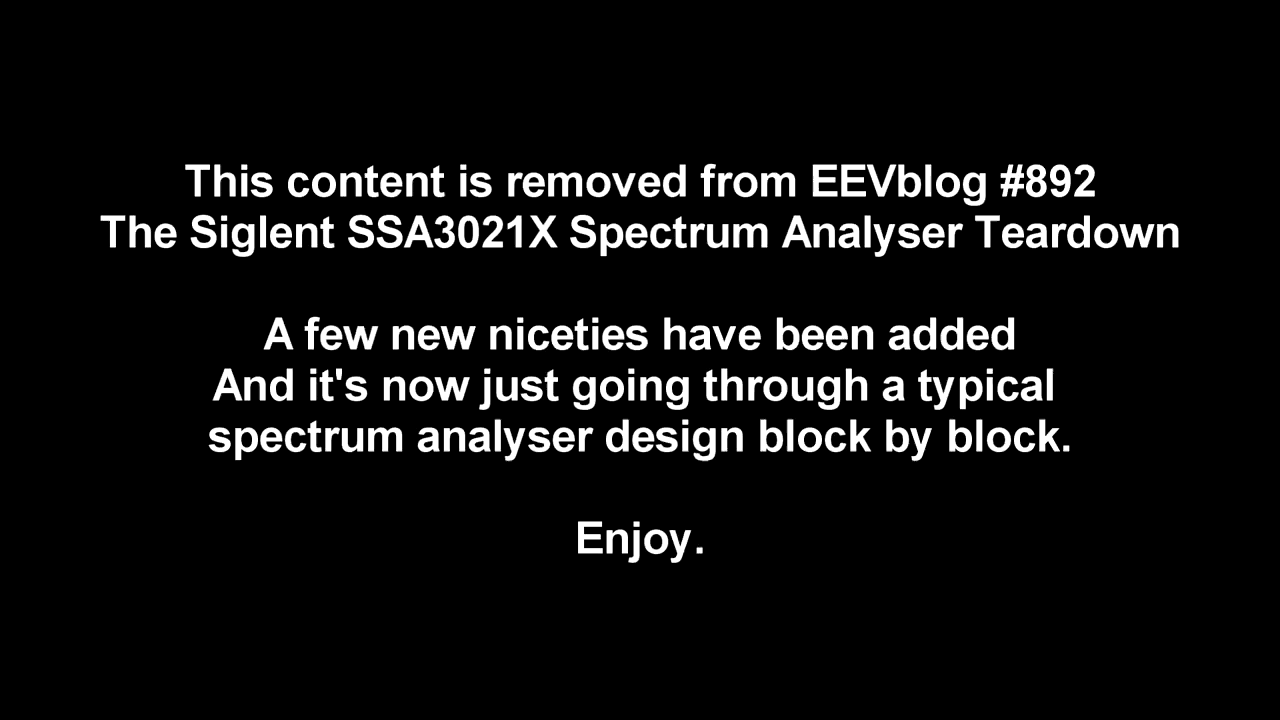 This content is removed from EEVblog #892
The Siglent SSA3021X Spectrum Analyser Teardown
A few new niceties have been added
And it's now just going through a typical
spectrum analyser design block by block.
Enjoy.